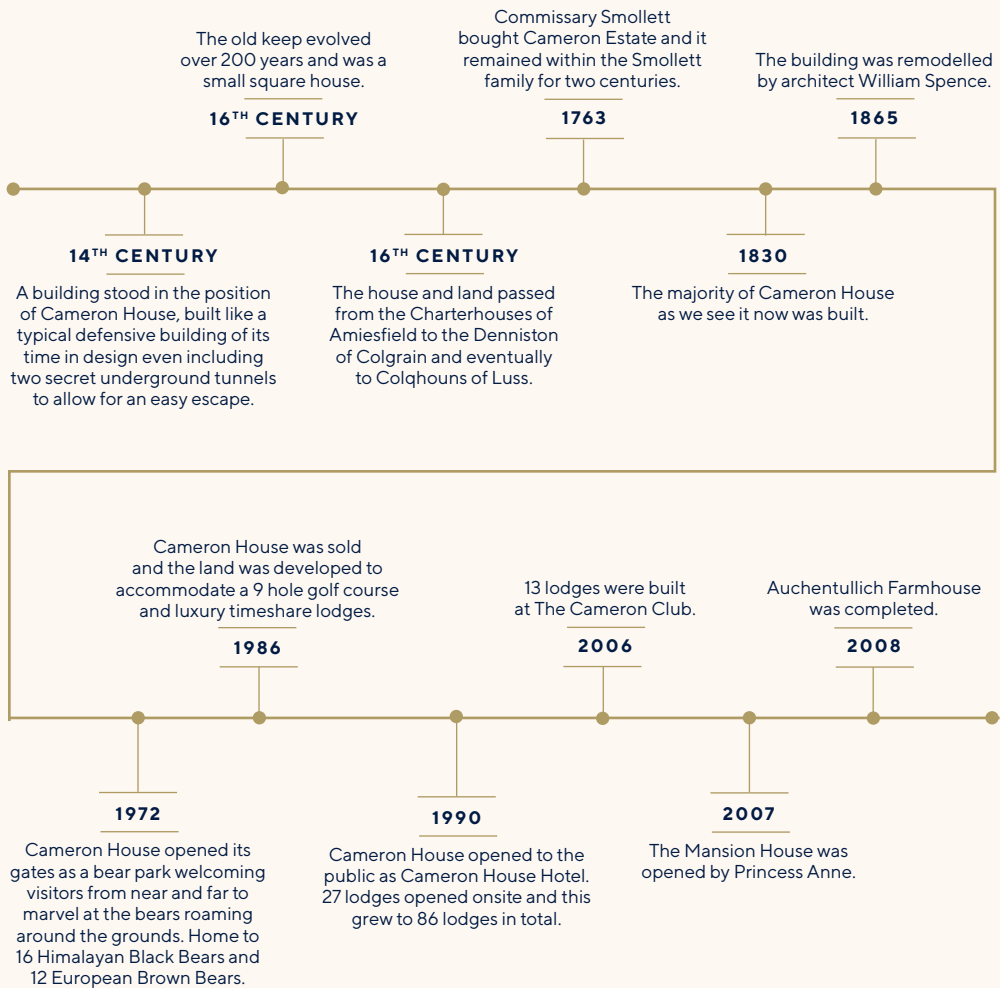 A building stood in the position
of Cameron House, built like a
typical defensive building of its
time in design even including
two secret underground tunnels
to allow for an easy escape.
14TH CENTURY
The old keep evolved
over 200 years and was a
small square house.
16TH CENTURY
16TH CENTURY
The house and land passed
from the Charterhouses of
Amiesfield to the Denniston
of Colgrain and eventually
to Colqhouns of Luss.
Commissary Smollett
bought Cameron Estate and it
remained within the Smollett
family for two centuries.
1763
1830
The majority of Cameron House
as we see it now was built.
The building was remodelled
by architect William Spence.
1865
1972
Cameron House opened its
gates as a bear park welcoming
visitors from near and far to
marvel at the bears roaming
around the grounds. Home to
16 Himalayan Black Bears and
12 European Brown Bears.
Cameron House was sold
and the land was developed to
accommodate a 9 hole golf course
and luxury timeshare lodges.
1986
1990
Cameron House opened to the
public as Cameron House Hotel.
27 lodges opened onsite and this
grew to 86 lodges in total.
13 lodges were built
at The Cameron Club.
2006
2007
The Mansion House was
opened by Princess Anne.
Auchentullich Farmhouse
was completed.
2008